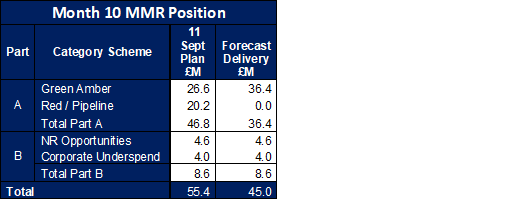 Month 10 MMR Position
Part Category Scheme 11 Sept Plan £M Forecast Delivery £M
A
Green Amber 26.6 36.4
Red / Pipeline 20.2 0.0
Total Part A 46.8 36.4
B
NR Opportunities 4.6 4.6
Corporate Underspend 4.0 4.0
Total Part B 8.6 8.6
Total 55.4 45.0